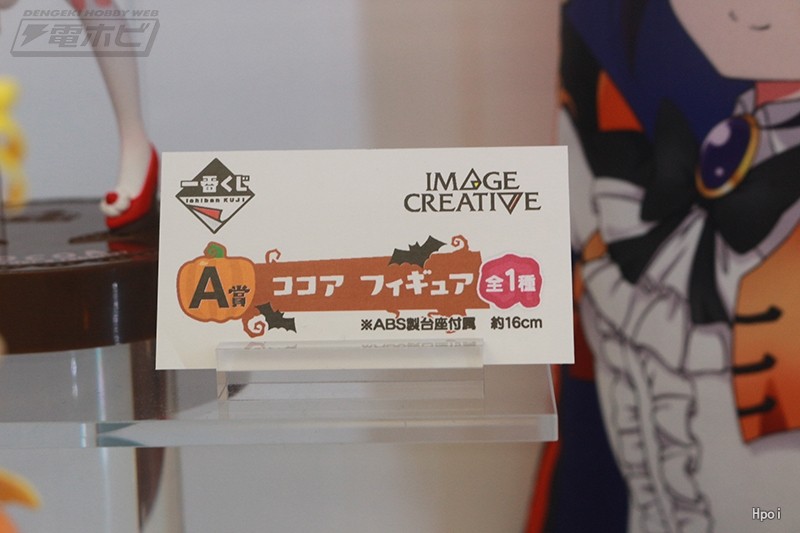 DENGEKI HOBBY WEB
電ホビ
一番くじ
Ichiban KUJI
IMAGE
CREATIVE
A賞
ココア フィギュア
全1種
※ABS製台座付属 約16cm
Hpoi